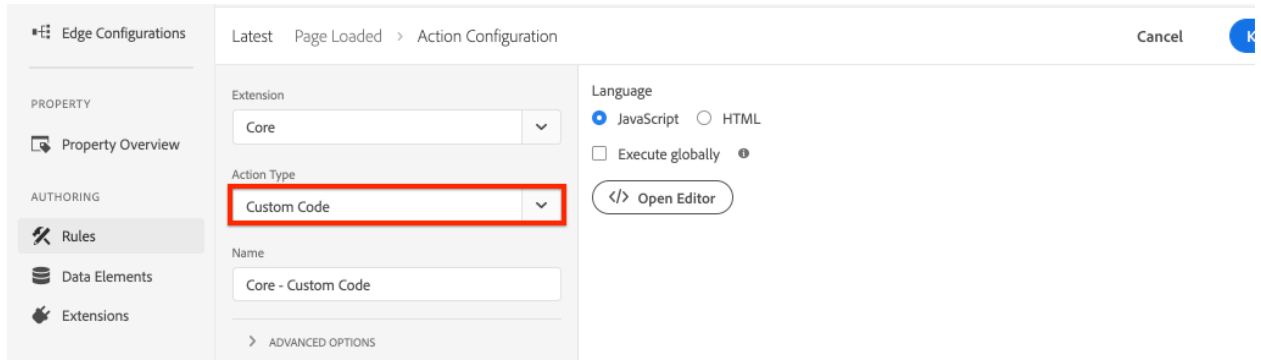 Edge Configurations
Latest Page Loaded > Action Configuration
Cancel
K
PROPERTY
Property Overview
AUTHORING
Rules
Data Elements
Extensions
Extension
Core
Action Type
Custom Code
Name
Core - Custom Code
> ADVANCED OPTIONS
Language
JavaScript HTML
Execute globally
</> Open Editor